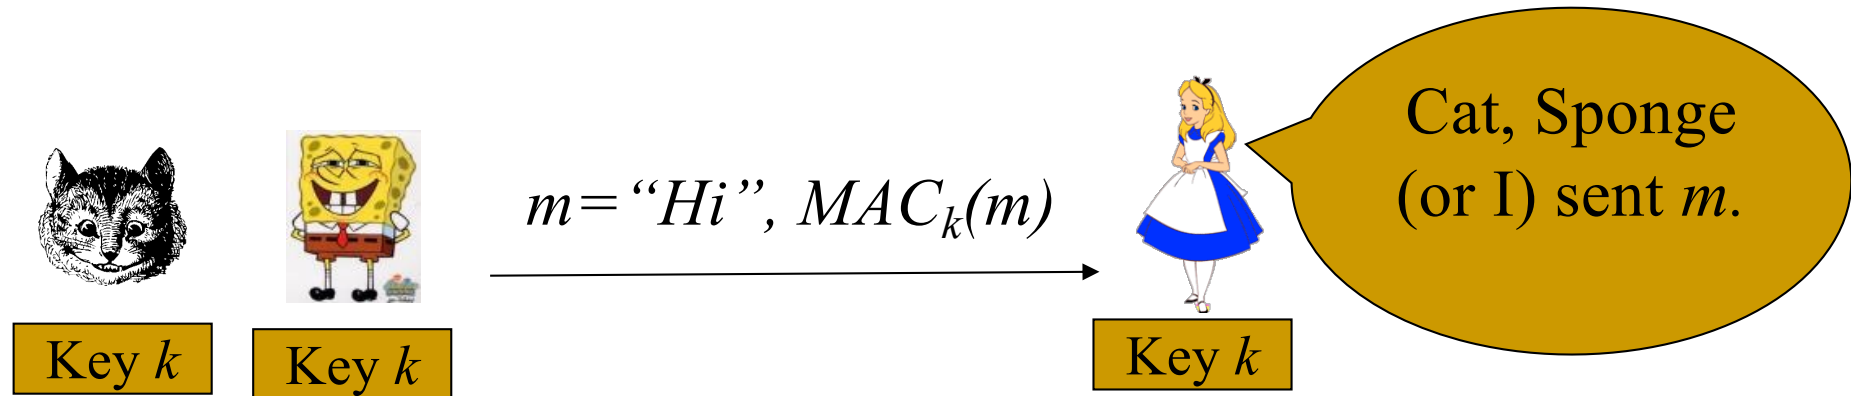 m=“Hi”, MACk(m)
Cat, Sponge
(or I) sent m.
Key k
Key k
Key k